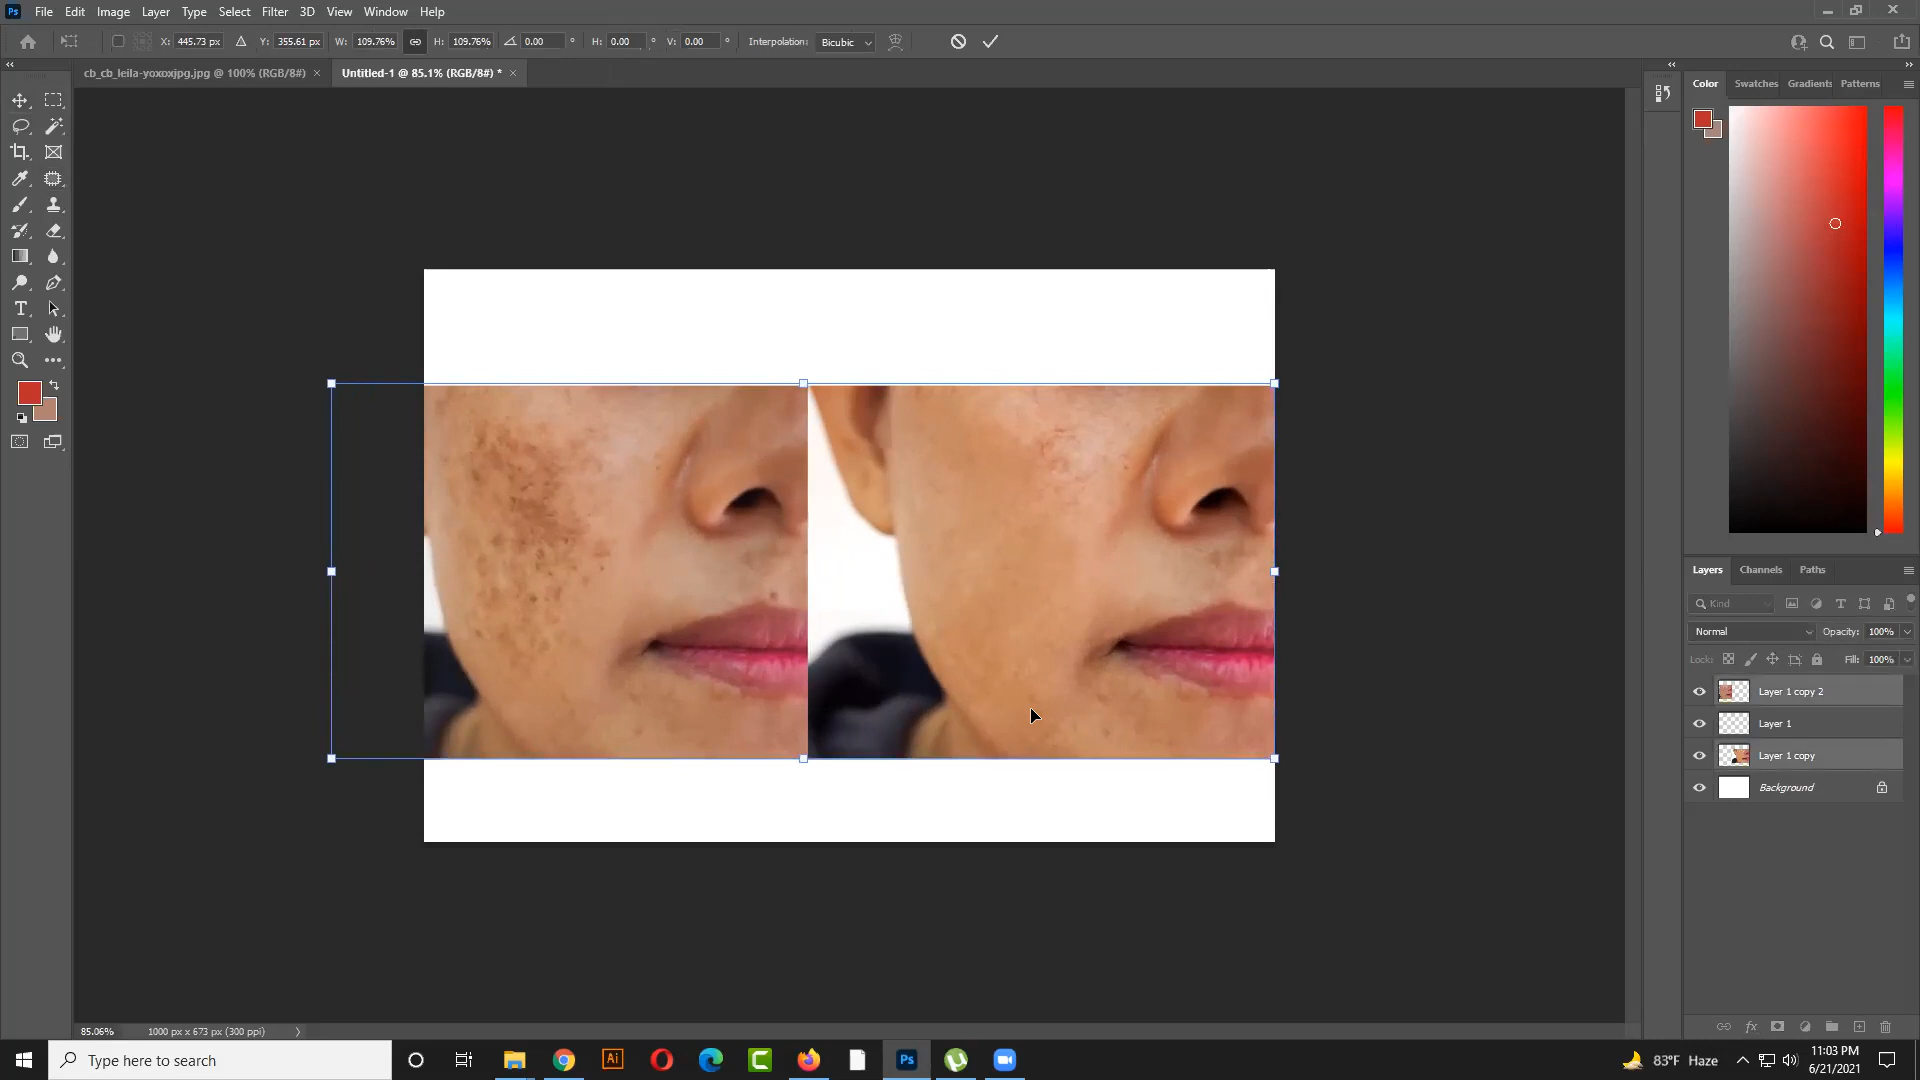 Ps File Edit Image Layer Type Select Filter 3D View Window Help
X: 445.73 px Y: 355.61 px W: 109.76% H: 109.76% 0.00 ° H: 0.00 ° V: 0.00 ° Interpolation: Bicubic
cb_cb_leila-yoxoxjpg.jpg @ 100% (RGB/8#) × Untitled-1 @ 85.1% (RGB/8#) * ×
Color Swatches Gradients Patterns
Layers Channels Paths
Kind
Normal Opacity: 100%
Lock: Fill: 100%
Layer 1 copy 2
Layer 1
Layer 1 copy
Background
fx
85.06% 1000 px x 673 px (300 ppi)
Type here to search
Ai
Ps
83°F Haze
11:03 PM
6/21/2021